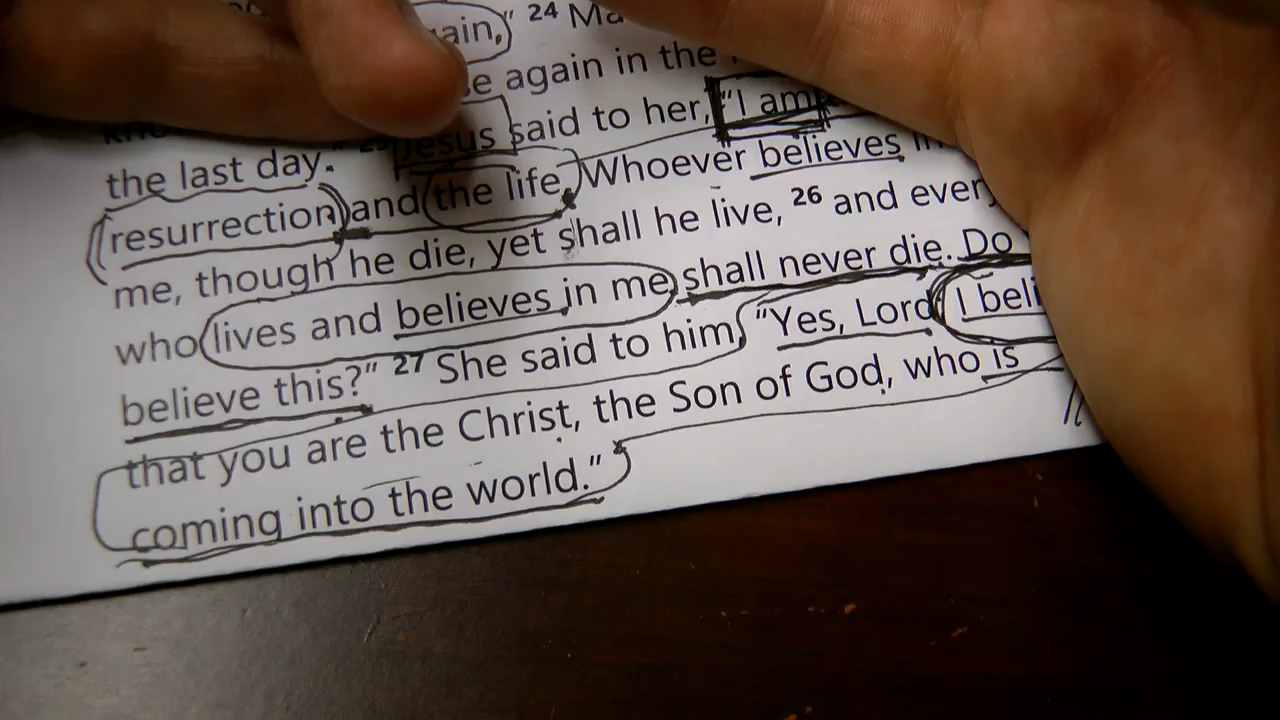 ain," 24 Ma
se again in the
the last day." 25 Jesus said to her, "I am
resurrection and the life. Whoever believes in
me, though he die, yet shall he live, 26 and every
who lives and believes in me shall never die. Do
believe this?" 27 She said to him, "Yes, Lord; I beli
that you are the Christ, the Son of God, who is
coming into the world."